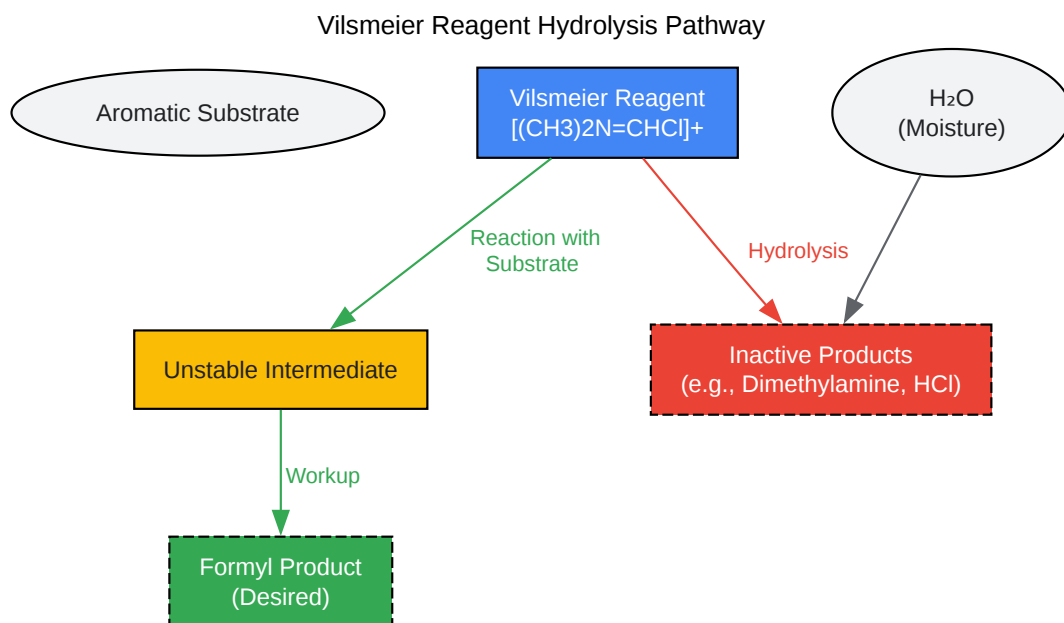 Vilsmeier Reagent Hydrolysis Pathway
Aromatic Substrate
Vilsmeier Reagent
[(CH3)2N=CHCl]+
H₂O
(Moisture)
Reaction with
Substrate
Hydrolysis
Unstable Intermediate
Inactive Products
(e.g., Dimethylamine, HCl)
Workup
Formyl Product
(Desired)